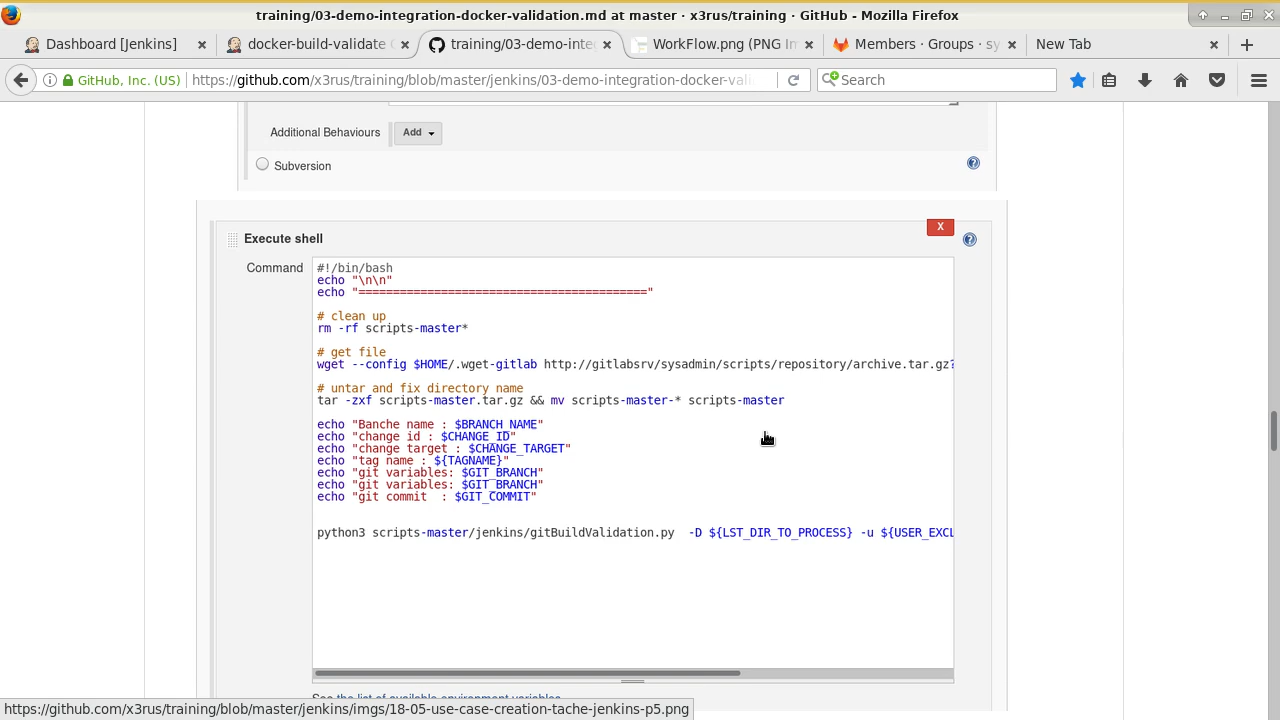 training/03-demo-integration-docker-validation.md at master · x3rus/training · GitHub - Mozilla Firefox
Dashboard [Jenkins]
docker-build-validate
training/03-demo-inte
WorkFlow.png (PNG I
Members · Groups · sy
New Tab
GitHub, Inc. (US)
https://github.com/x3rus/training/blob/master/jenkins/03-demo-integration-docker-vali
Search
Additional Behaviours
Add
Subversion
X
Execute shell
Command
#!/bin/bash
echo "\n\n"
echo "=========================================="
# clean up
rm -rf scripts-master*
# get file
wget --config $HOME/.wget-gitlab http://gitlabsrv/sysadmin/scripts/repository/archive.tar.gz?
# untar and fix directory name
tar -zxf scripts-master.tar.gz && mv scripts-master-* scripts-master
echo "Banche name : $BRANCH_NAME"
echo "change id : $CHANGE_ID"
echo "change target : $CHANGE_TARGET"
echo "tag name : ${TAGNAME}"
echo "git variables: $GIT_BRANCH"
echo "git variables: $GIT_BRANCH"
echo "git commit  : $GIT_COMMIT"
python3 scripts-master/jenkins/gitBuildValidation.py  -D ${LST_DIR_TO_PROCESS} -u ${USER_EXCL
See the list of available environment variables
https://github.com/x3rus/training/blob/master/jenkins/imgs/18-05-use-case-creation-tache-jenkins-p5.png